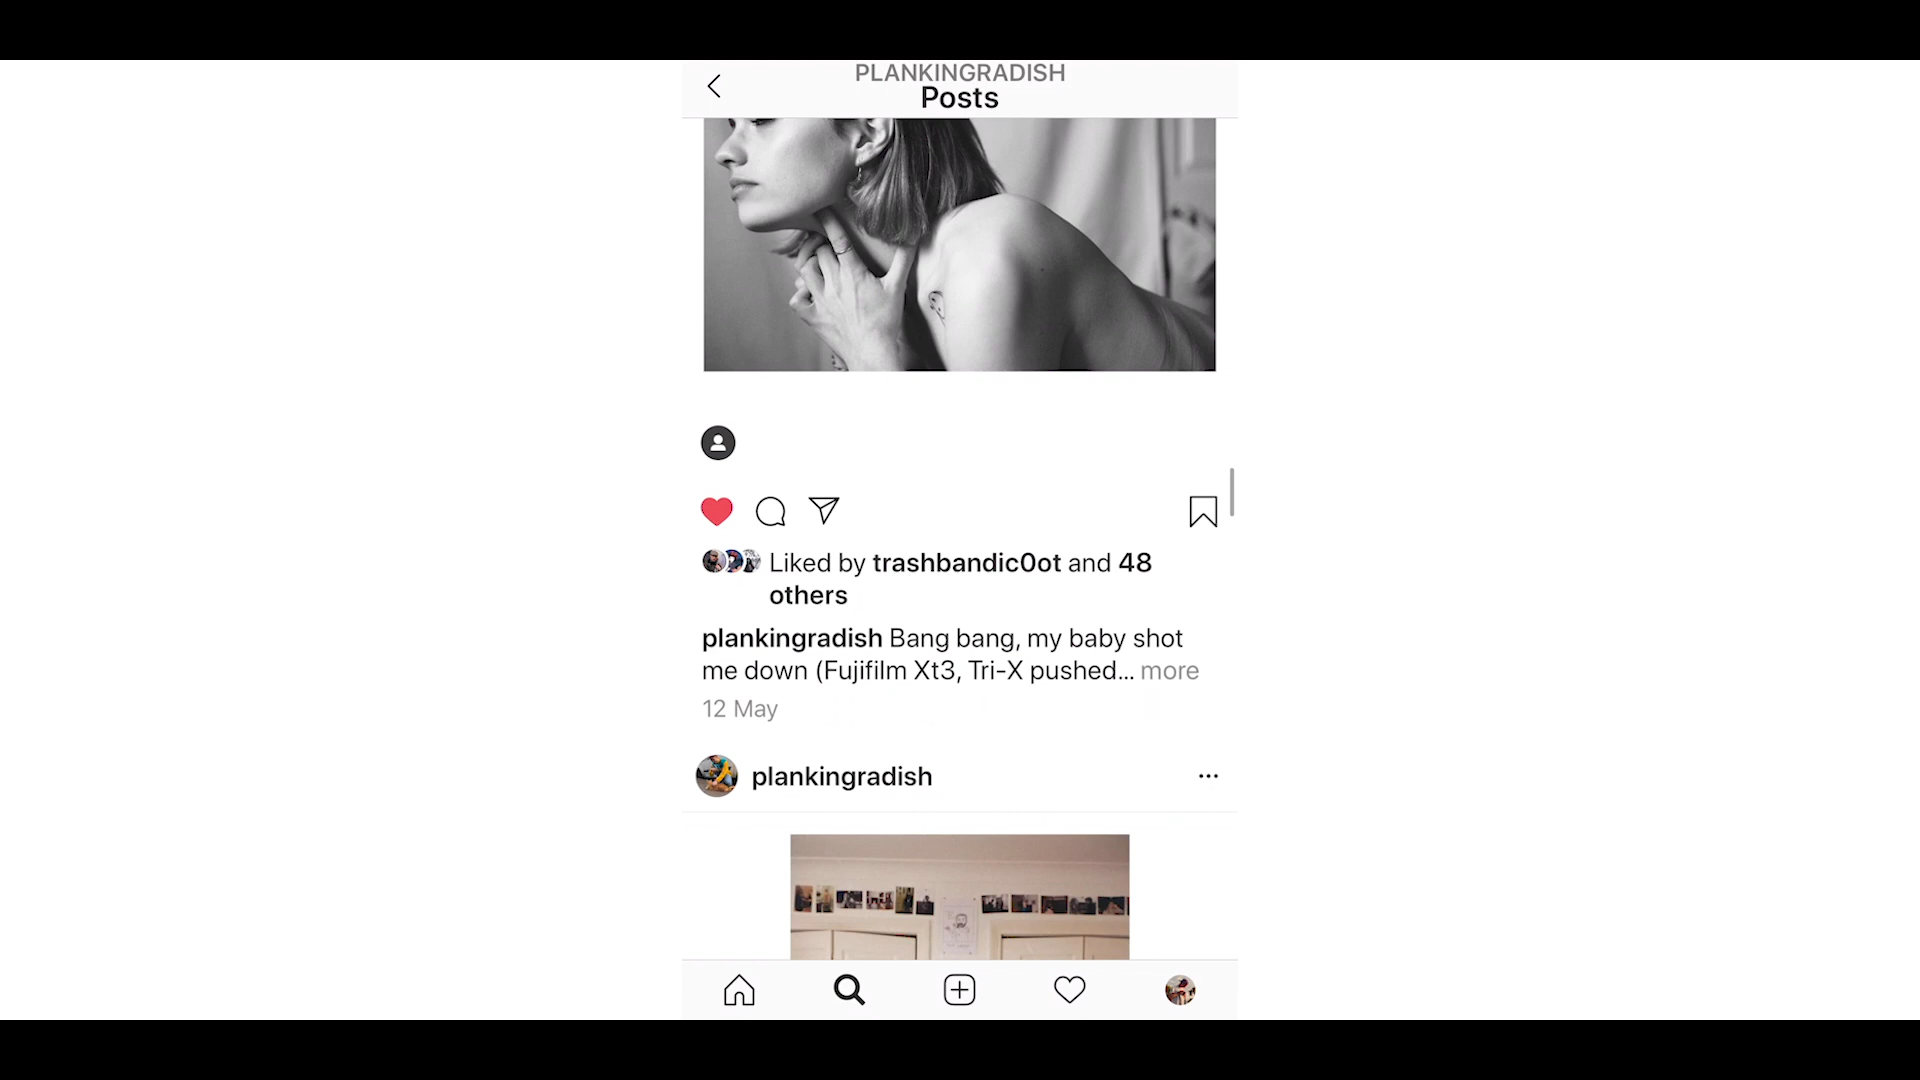 PLANKINGRADISH
Posts
Liked by trashbandic0ot and 48
others
plankingradish Bang bang, my baby shot
me down (Fujifilm Xt3, Tri-X pushed... more
12 May
plankingradish